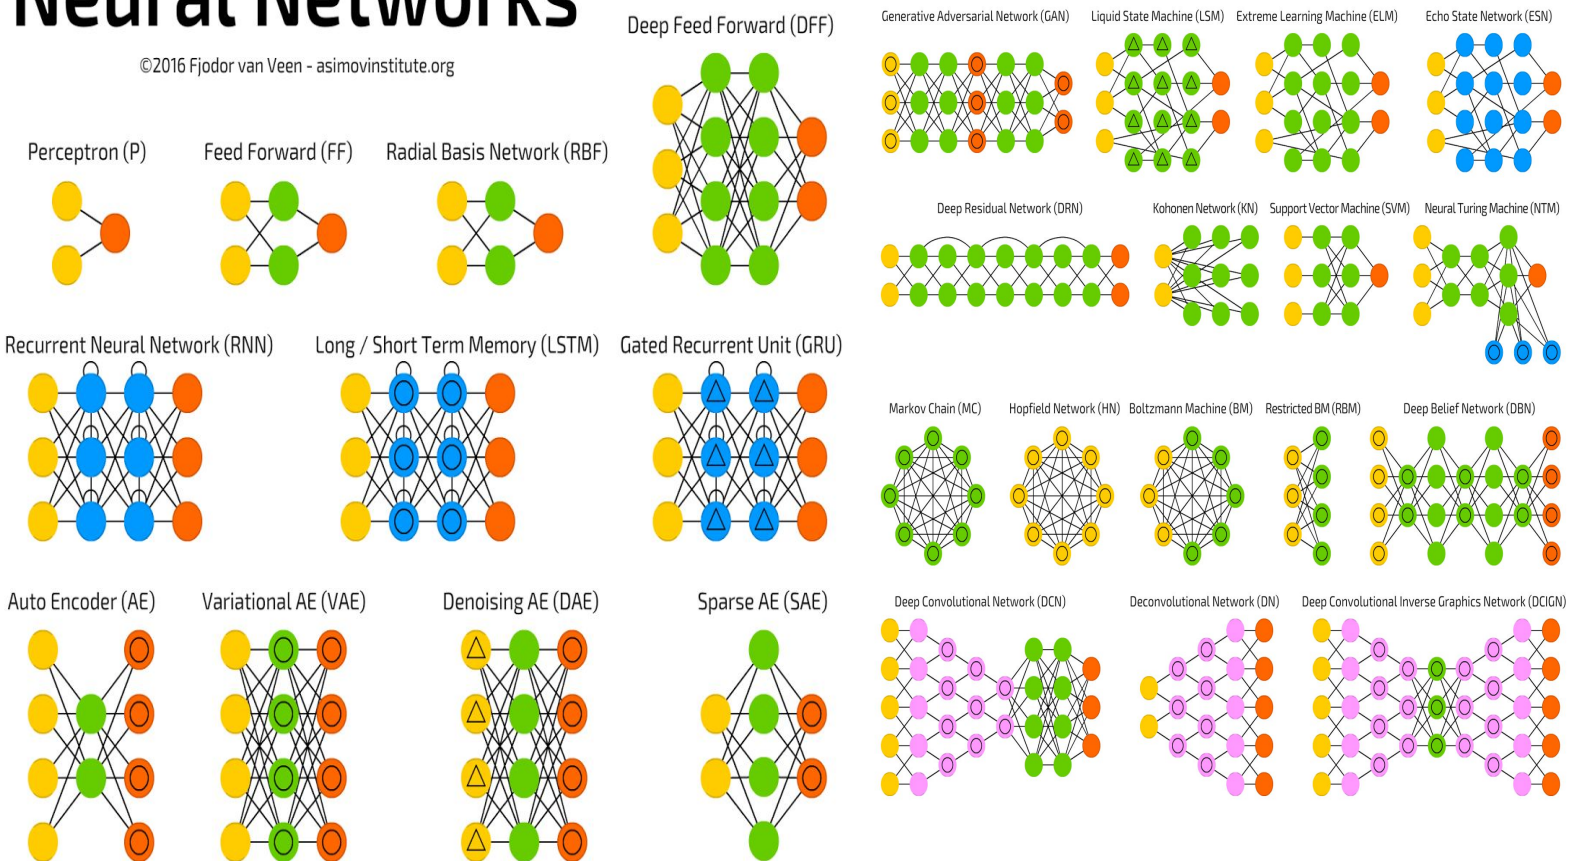 Neural Networks
©2016 Fjodor van Veen - asimovinstitute.org
Deep Feed Forward (DFF)
Perceptron (P)
Feed Forward (FF)
Radial Basis Network (RBF)
Recurrent Neural Network (RNN)
Long / Short Term Memory (LSTM)
Gated Recurrent Unit (GRU)
Auto Encoder (AE)
Variational AE (VAE)
Denoising AE (DAE)
Sparse AE (SAE)
Generative Adversarial Network (GAN)
Liquid State Machine (LSM)
Extreme Learning Machine (ELM)
Echo State Network (ESN)
Deep Residual Network (DRN)
Kohonen Network (KN)
Support Vector Machine (SVM)
Neural Turing Machine (NTM)
Markov Chain (MC)
Hopfield Network (HN)
Boltzmann Machine (BM)
Restricted BM (RBM)
Deep Belief Network (DBN)
Deep Convolutional Network (DCN)
Deconvolutional Network (DN)
Deep Convolutional Inverse Graphics Network (DCIGN)